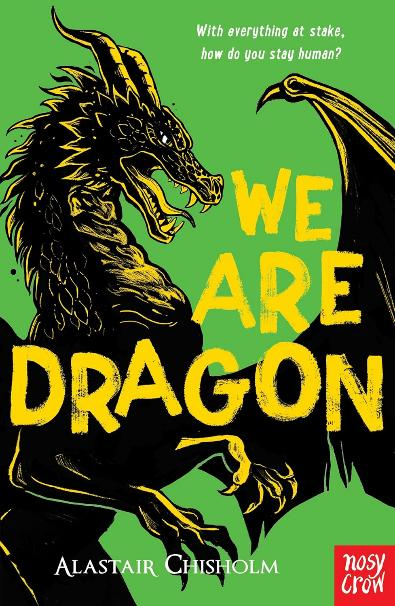 With everything at stake,
how do you stay human?
WE
ARE
DRAGON
ALASTAIR CHISHOLM
nosy
crow